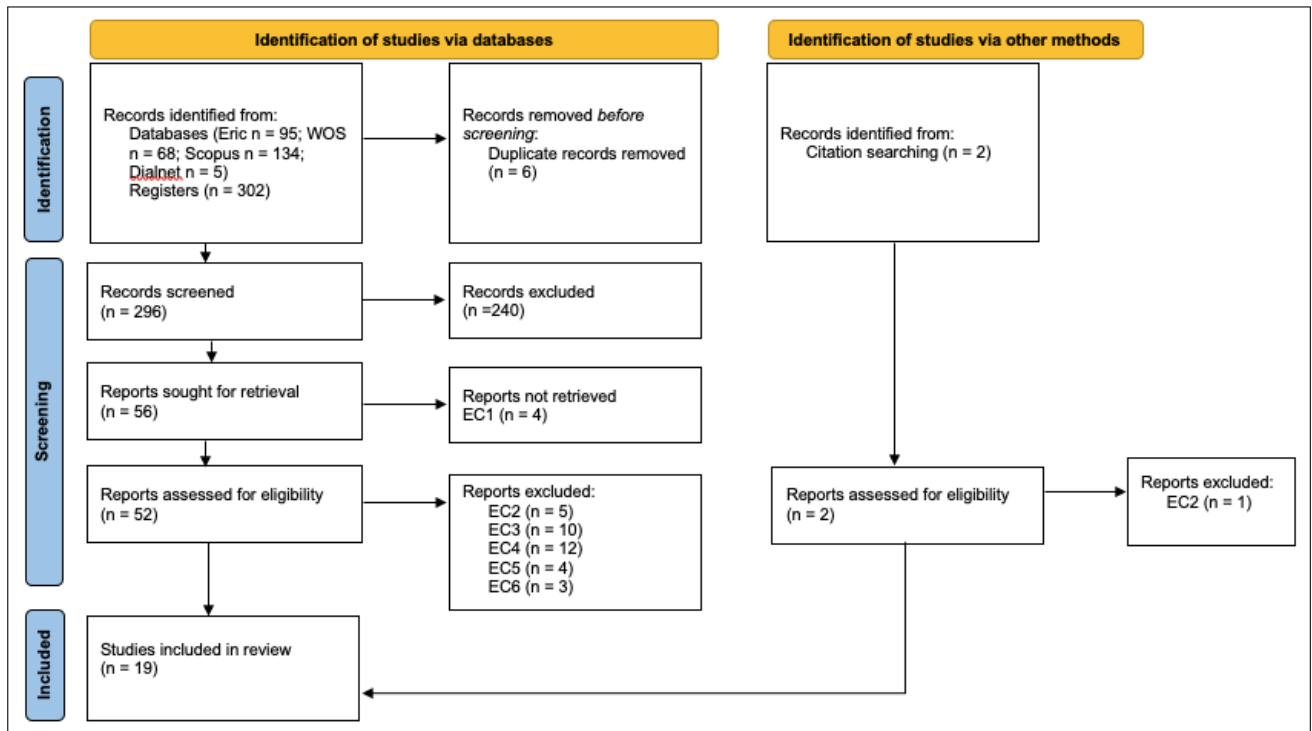 Identification of studies via databases
Identification of studies via other methods
Identification
Records identified from:
Databases (Eric n = 95; WOS
n = 68; Scopus n = 134;
Dialnet n = 5)
Registers (n = 302)
Records removed before
screening:
Duplicate records removed
(n = 6)
Records identified from:
Citation searching (n = 2)
Screening
Records screened
(n = 296)
Records excluded
(n =240)
Reports sought for retrieval
(n = 56)
Reports not retrieved
EC1 (n = 4)
Reports assessed for eligibility
(n = 52)
Reports excluded:
EC2 (n = 5)
EC3 (n = 10)
EC4 (n = 12)
EC5 (n = 4)
EC6 (n = 3)
Reports assessed for eligibility
(n = 2)
Reports excluded:
EC2 (n = 1)
Included
Studies included in review
(n = 19)